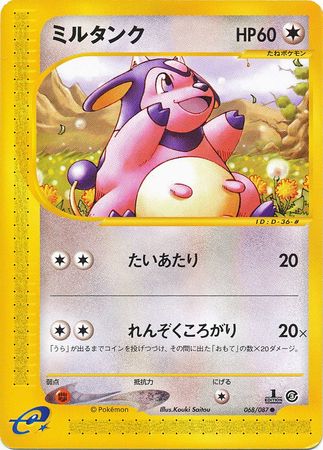 ミルタンク HP60
たねポケモン
ID:D-36-#
たいあたり 20
れんぞくころがり 20×
「うら」が出るまでコインを投げつづけ、その間に出た「おもて」の数×20ダメージ。
弱点 抵抗力 にげる
1
EDITION
e
©Pokémon Illus.Kouki Saitou 068/087 ●